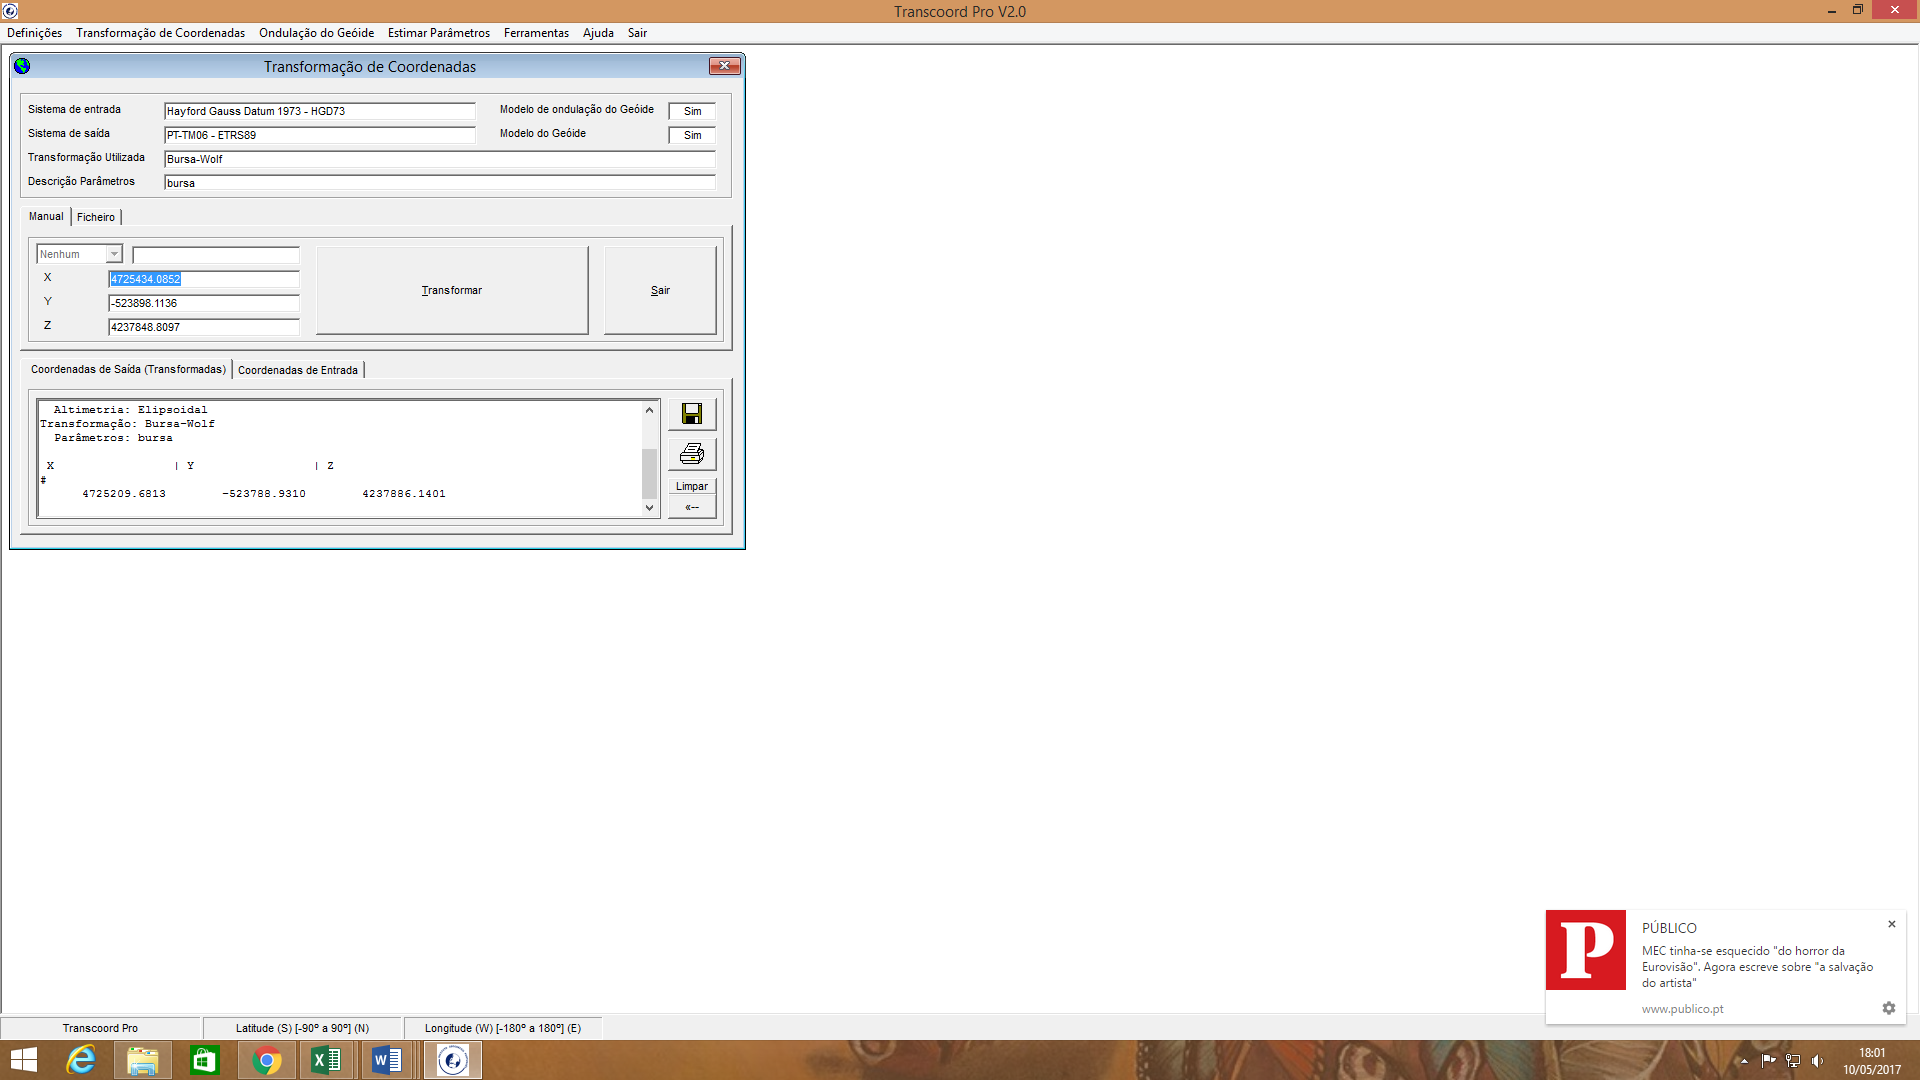 Transcoord Pro V2.0
Definições Transformação de Coordenadas Ondulação do Geóide Estimar Parâmetros Ferramentas Ajuda Sair
Transformação de Coordenadas
Sistema de entrada Hayford Gauss Datum 1973 - HGD73 Modelo de ondulação do Geóide Sim
Sistema de saída PT-TM06 - ETRS89 Modelo do Geóide Sim
Transformação Utilizada Bursa-Wolf
Descrição Parâmetros bursa
Manual Ficheiro
Nenhum
X 4725434.0852
Y -523898.1136
Z 4237848.8097
Transformar
Sair
Coordenadas de Saída (Transformadas) Coordenadas de Entrada
Altimetria: Elipsoidal
Transformação: Bursa-Wolf
Parâmetros: bursa
X | Y | Z
#
4725209.6813 -523788.9310 4237886.1401
Limpar
«--
P
PÚBLICO
MEC tinha-se esquecido "do horror da
Eurovisão". Agora escreve sobre "a salvação
do artista"
www.publico.pt
Transcoord Pro Latitude (S) [-90º a 90º] (N) Longitude (W) [-180º a 180º] (E)
18:01
10/05/2017